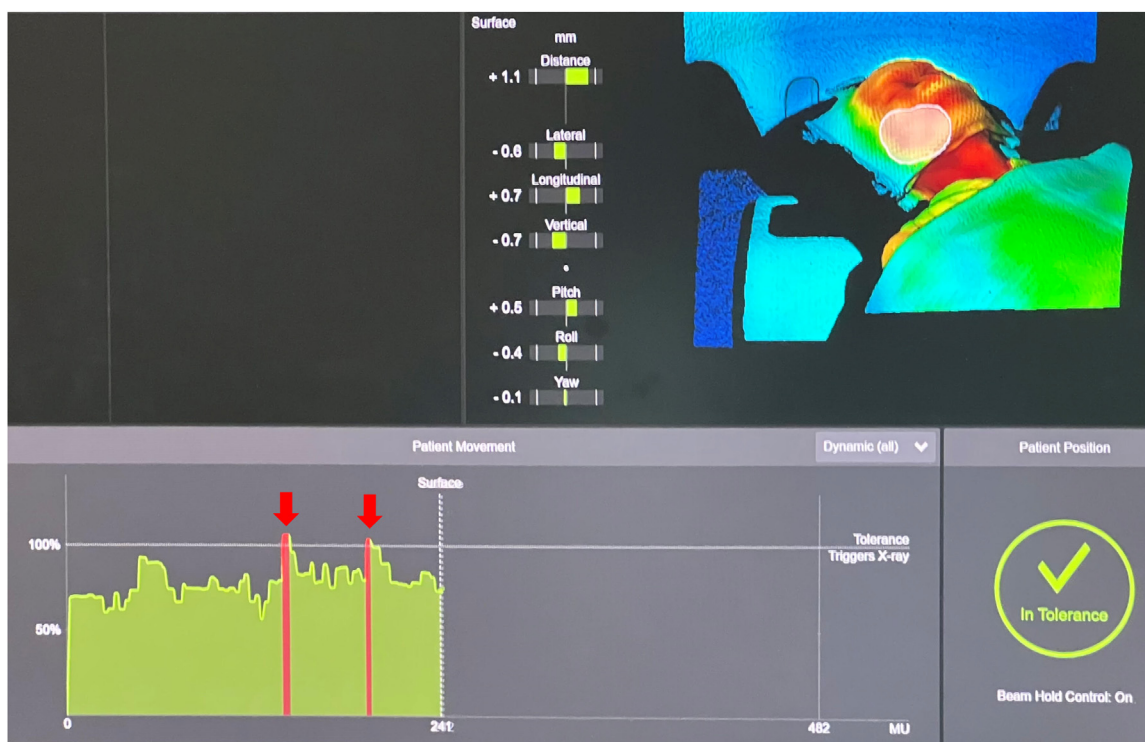 Surface
mm
Distance
+ 1.1
Lateral
- 0.6
Longitudinal
+ 0.7
Vertical
- 0.7
°
Pitch
+ 0.5
Roll
- 0.4
Yaw
- 0.1
Patient Movement
Dynamic (all)
Patient Position
Surface
100%
Tolerance
Triggers X-ray
50%
In Tolerance
Beam Hold Control: On
0
241
482
MU